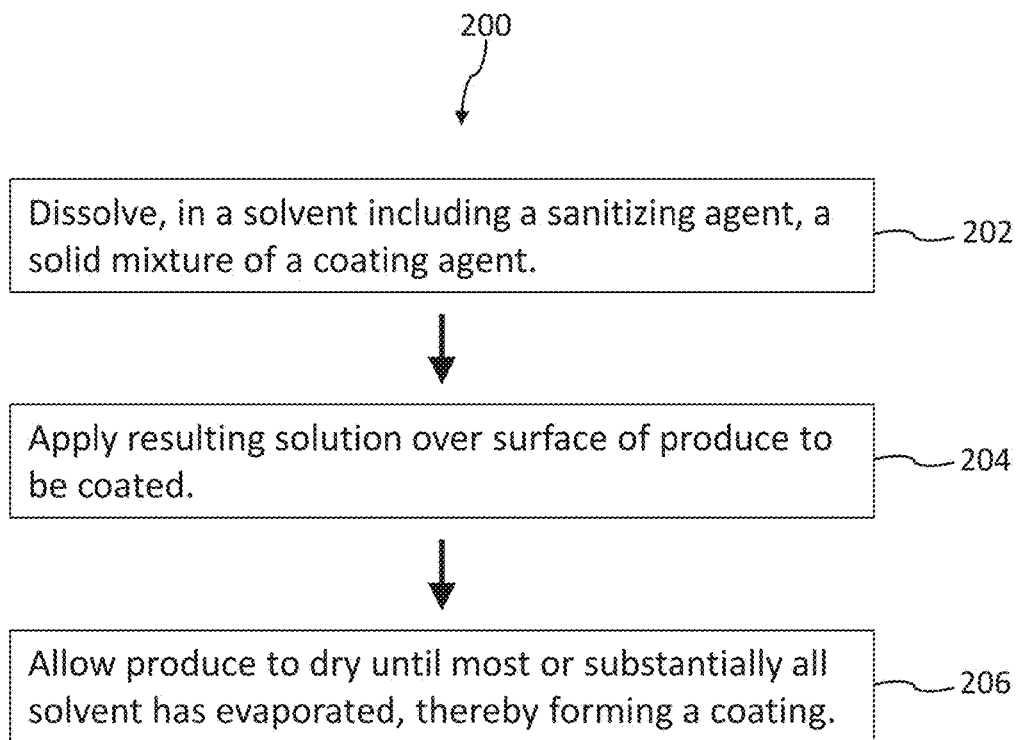 200
Dissolve, in a solvent including a sanitizing agent, a
solid mixture of a coating agent.
202
Apply resulting solution over surface of produce to
be coated.
204
Allow produce to dry until most or substantially all
solvent has evaporated, thereby forming a coating.
206